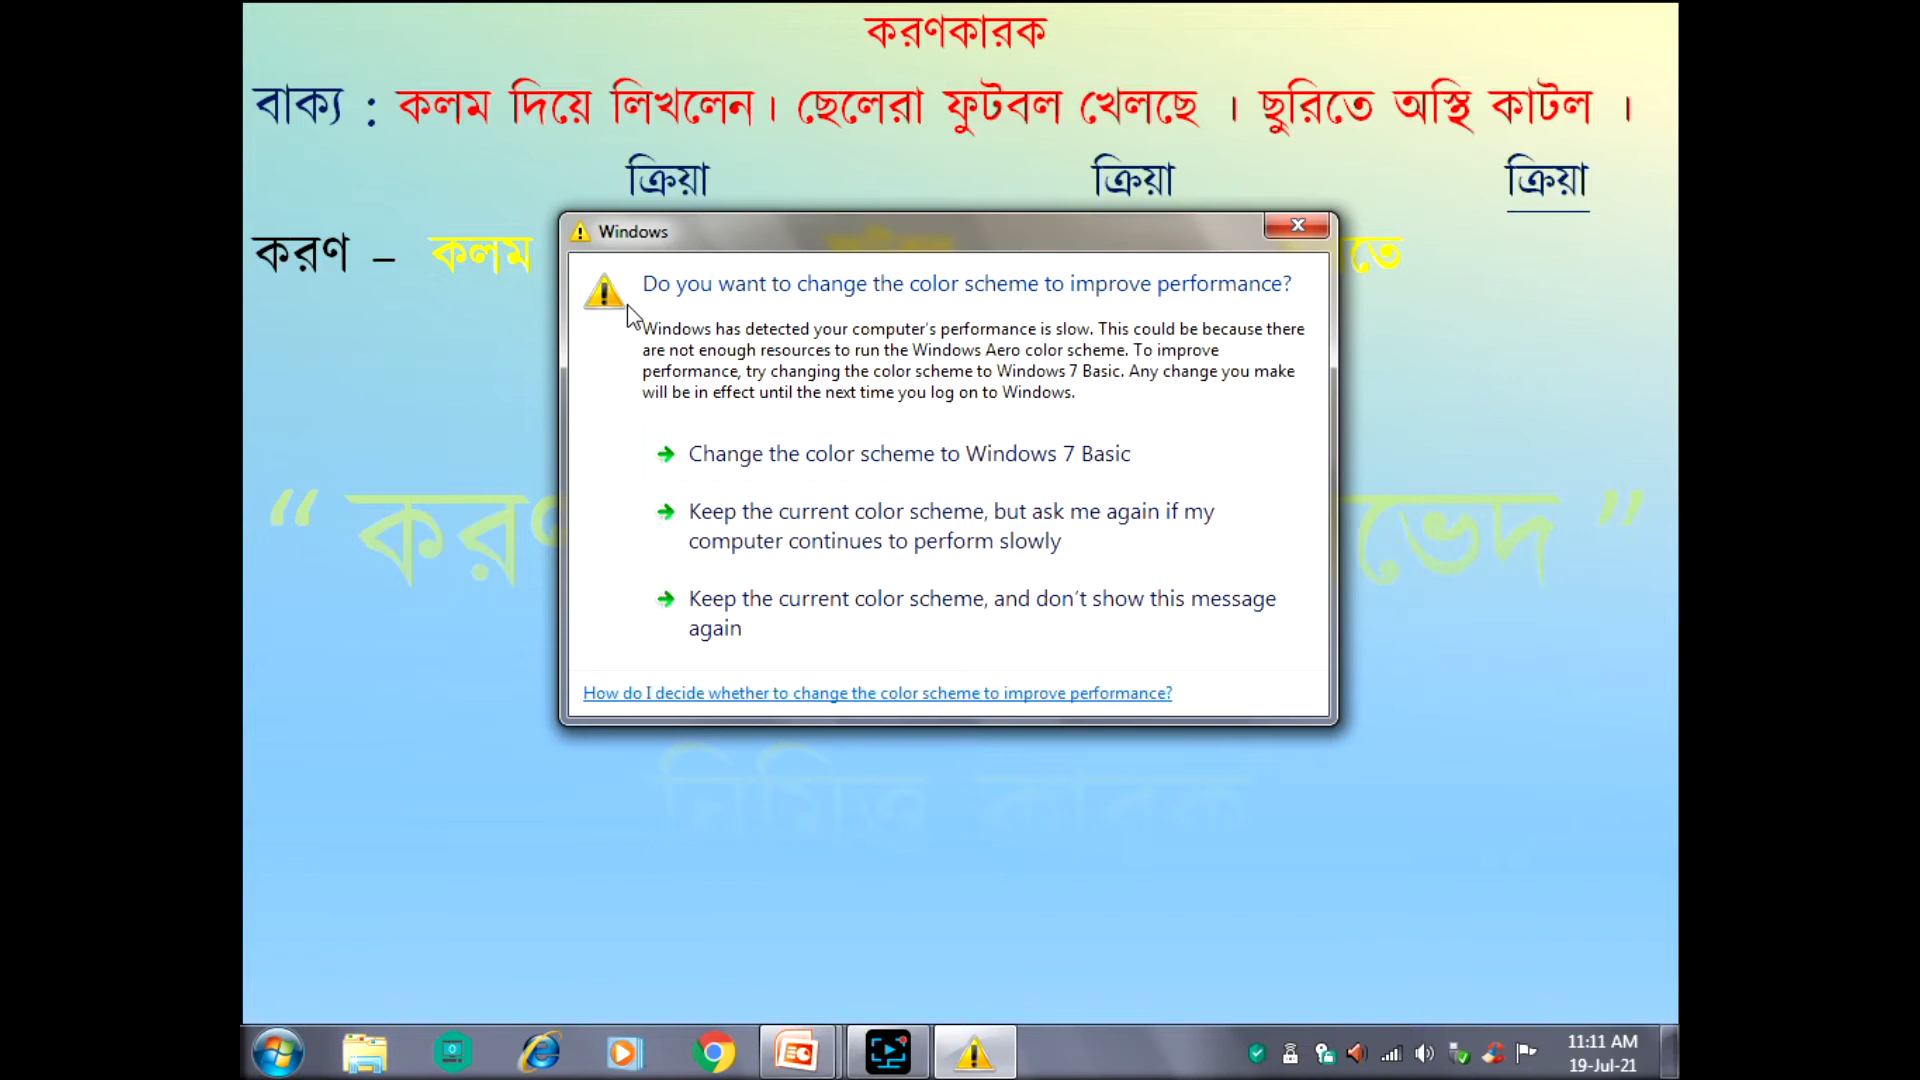 করণকারক
বাক্য : কলম দিয়ে লিখলেন। ছেলেরা ফুটবল খেলছে । ছুরিতে অস্থি কাটল ।
ক্রিয়া ক্রিয়া ক্রিয়া
করণ – কলম তে
Windows
Do you want to change the color scheme to improve performance?
Windows has detected your computer's performance is slow. This could be because there
are not enough resources to run the Windows Aero color scheme. To improve
performance, try changing the color scheme to Windows 7 Basic. Any change you make
will be in effect until the next time you log on to Windows.
Change the color scheme to Windows 7 Basic
Keep the current color scheme, but ask me again if my
computer continues to perform slowly
Keep the current color scheme, and don't show this message
again
“ করণ ভেদ ”
How do I decide whether to change the color scheme to improve performance?
নিমিত্ত কারক
11:11 AM
19-Jul-21